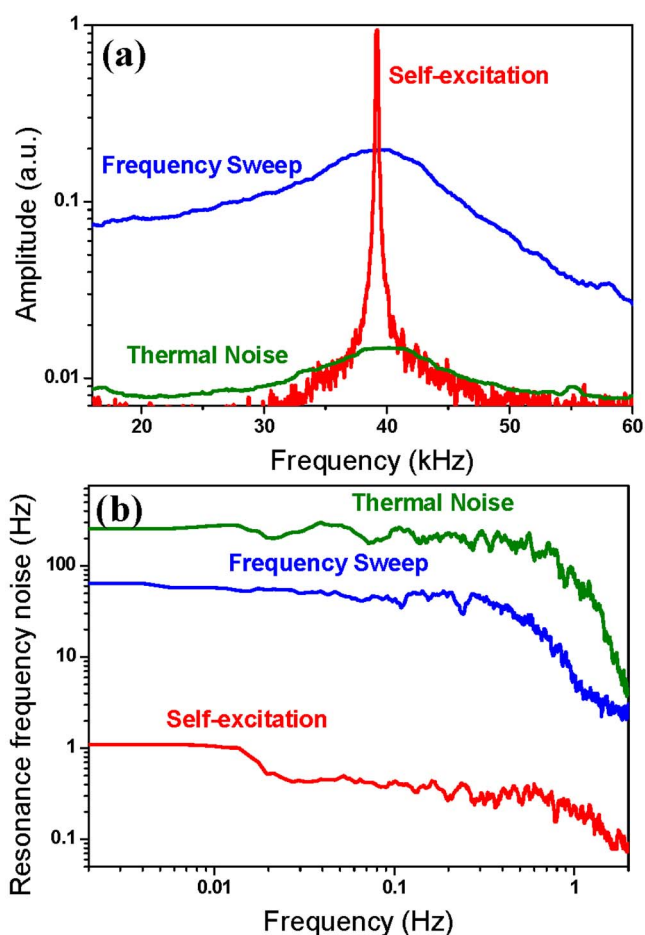 (a)
Self-excitation
Frequency Sweep
Thermal Noise
Amplitude (a.u.)
1
0.1
0.01
20 30 40 50 60
Frequency (kHz)
(b)
Thermal Noise
Frequency Sweep
Self-excitation
Resonance frequency noise (Hz)
100
10
1
0.1
0.01 0.1 1
Frequency (Hz)